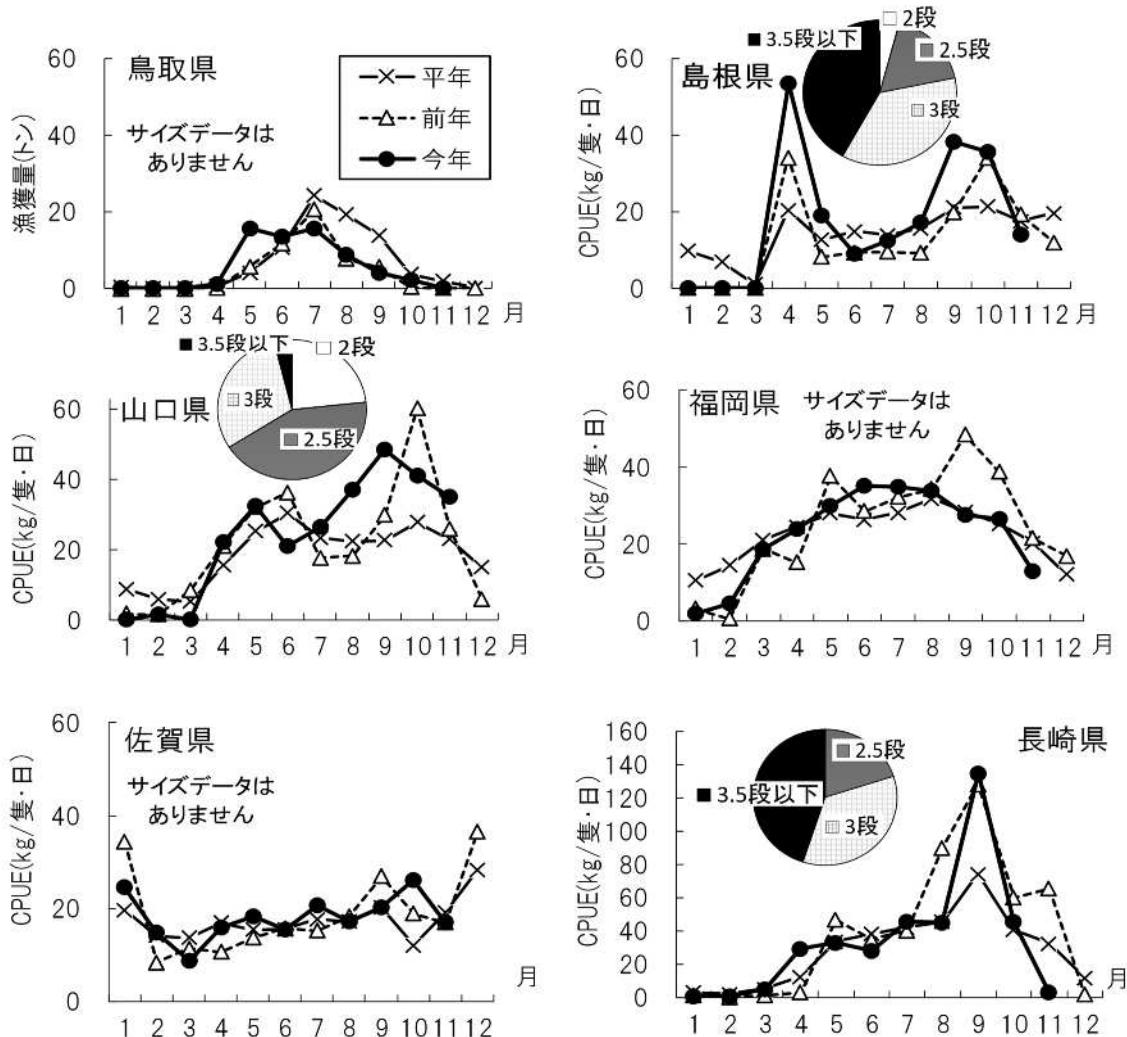 鳥取県
サイズデータは
ありません
平年
前年
今年
漁獲量(トン)
60
40
20
0
1 2 3 4 5 6 7 8 9 10 11 12 月
島根県
■3.5段以下
□2段
■2.5段
▦3段
CPUE(kg/隻・日)
60
40
20
0
1 2 3 4 5 6 7 8 9 10 11 12 月
山口県
■3.5段以下
□2段
▦3段
■2.5段
CPUE(kg/隻・日)
60
40
20
0
1 2 3 4 5 6 7 8 9 10 11 12 月
福岡県
サイズデータは
ありません
CPUE(kg/隻・日)
60
40
20
0
1 2 3 4 5 6 7 8 9 10 11 12 月
佐賀県
サイズデータは
ありません
CPUE(kg/隻・日)
60
40
20
0
月
1 2 3 4 5 6 7 8 9 10 11 12
長崎県
■2.5段
■3.5段以下
▦3段
CPUE(kg/隻・日)
160
140
120
100
80
60
40
20
0
月
1 2 3 4 5 6 7 8 9 10 11 12